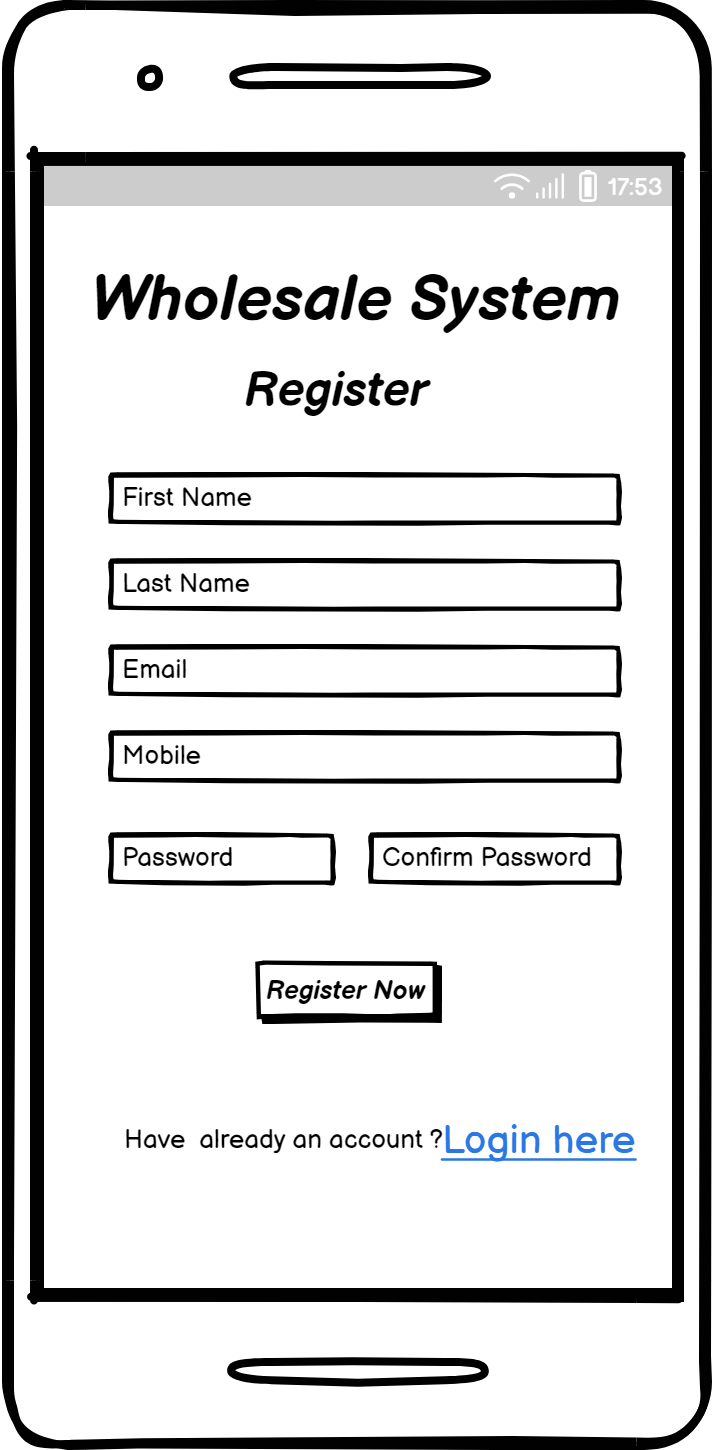 17:53
Wholesale System
Register
First Name
Last Name
Email
Mobile
Password Confirm Password
Register Now
Have already an account ?Login here